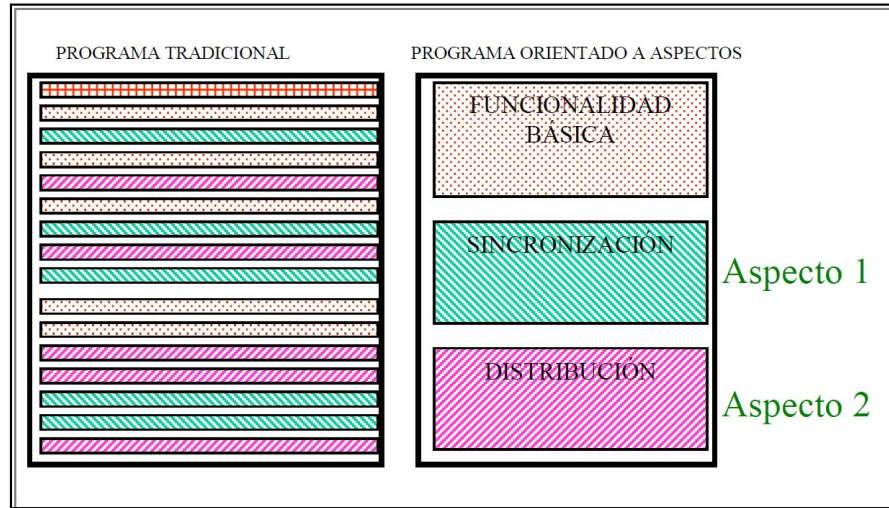 PROGRAMA TRADICIONAL
PROGRAMA ORIENTADO A ASPECTOS
FUNCIONALIDAD
BÁSICA
SINCRONIZACIÓN
Aspecto 1
DISTRIBUCIÓN
Aspecto 2